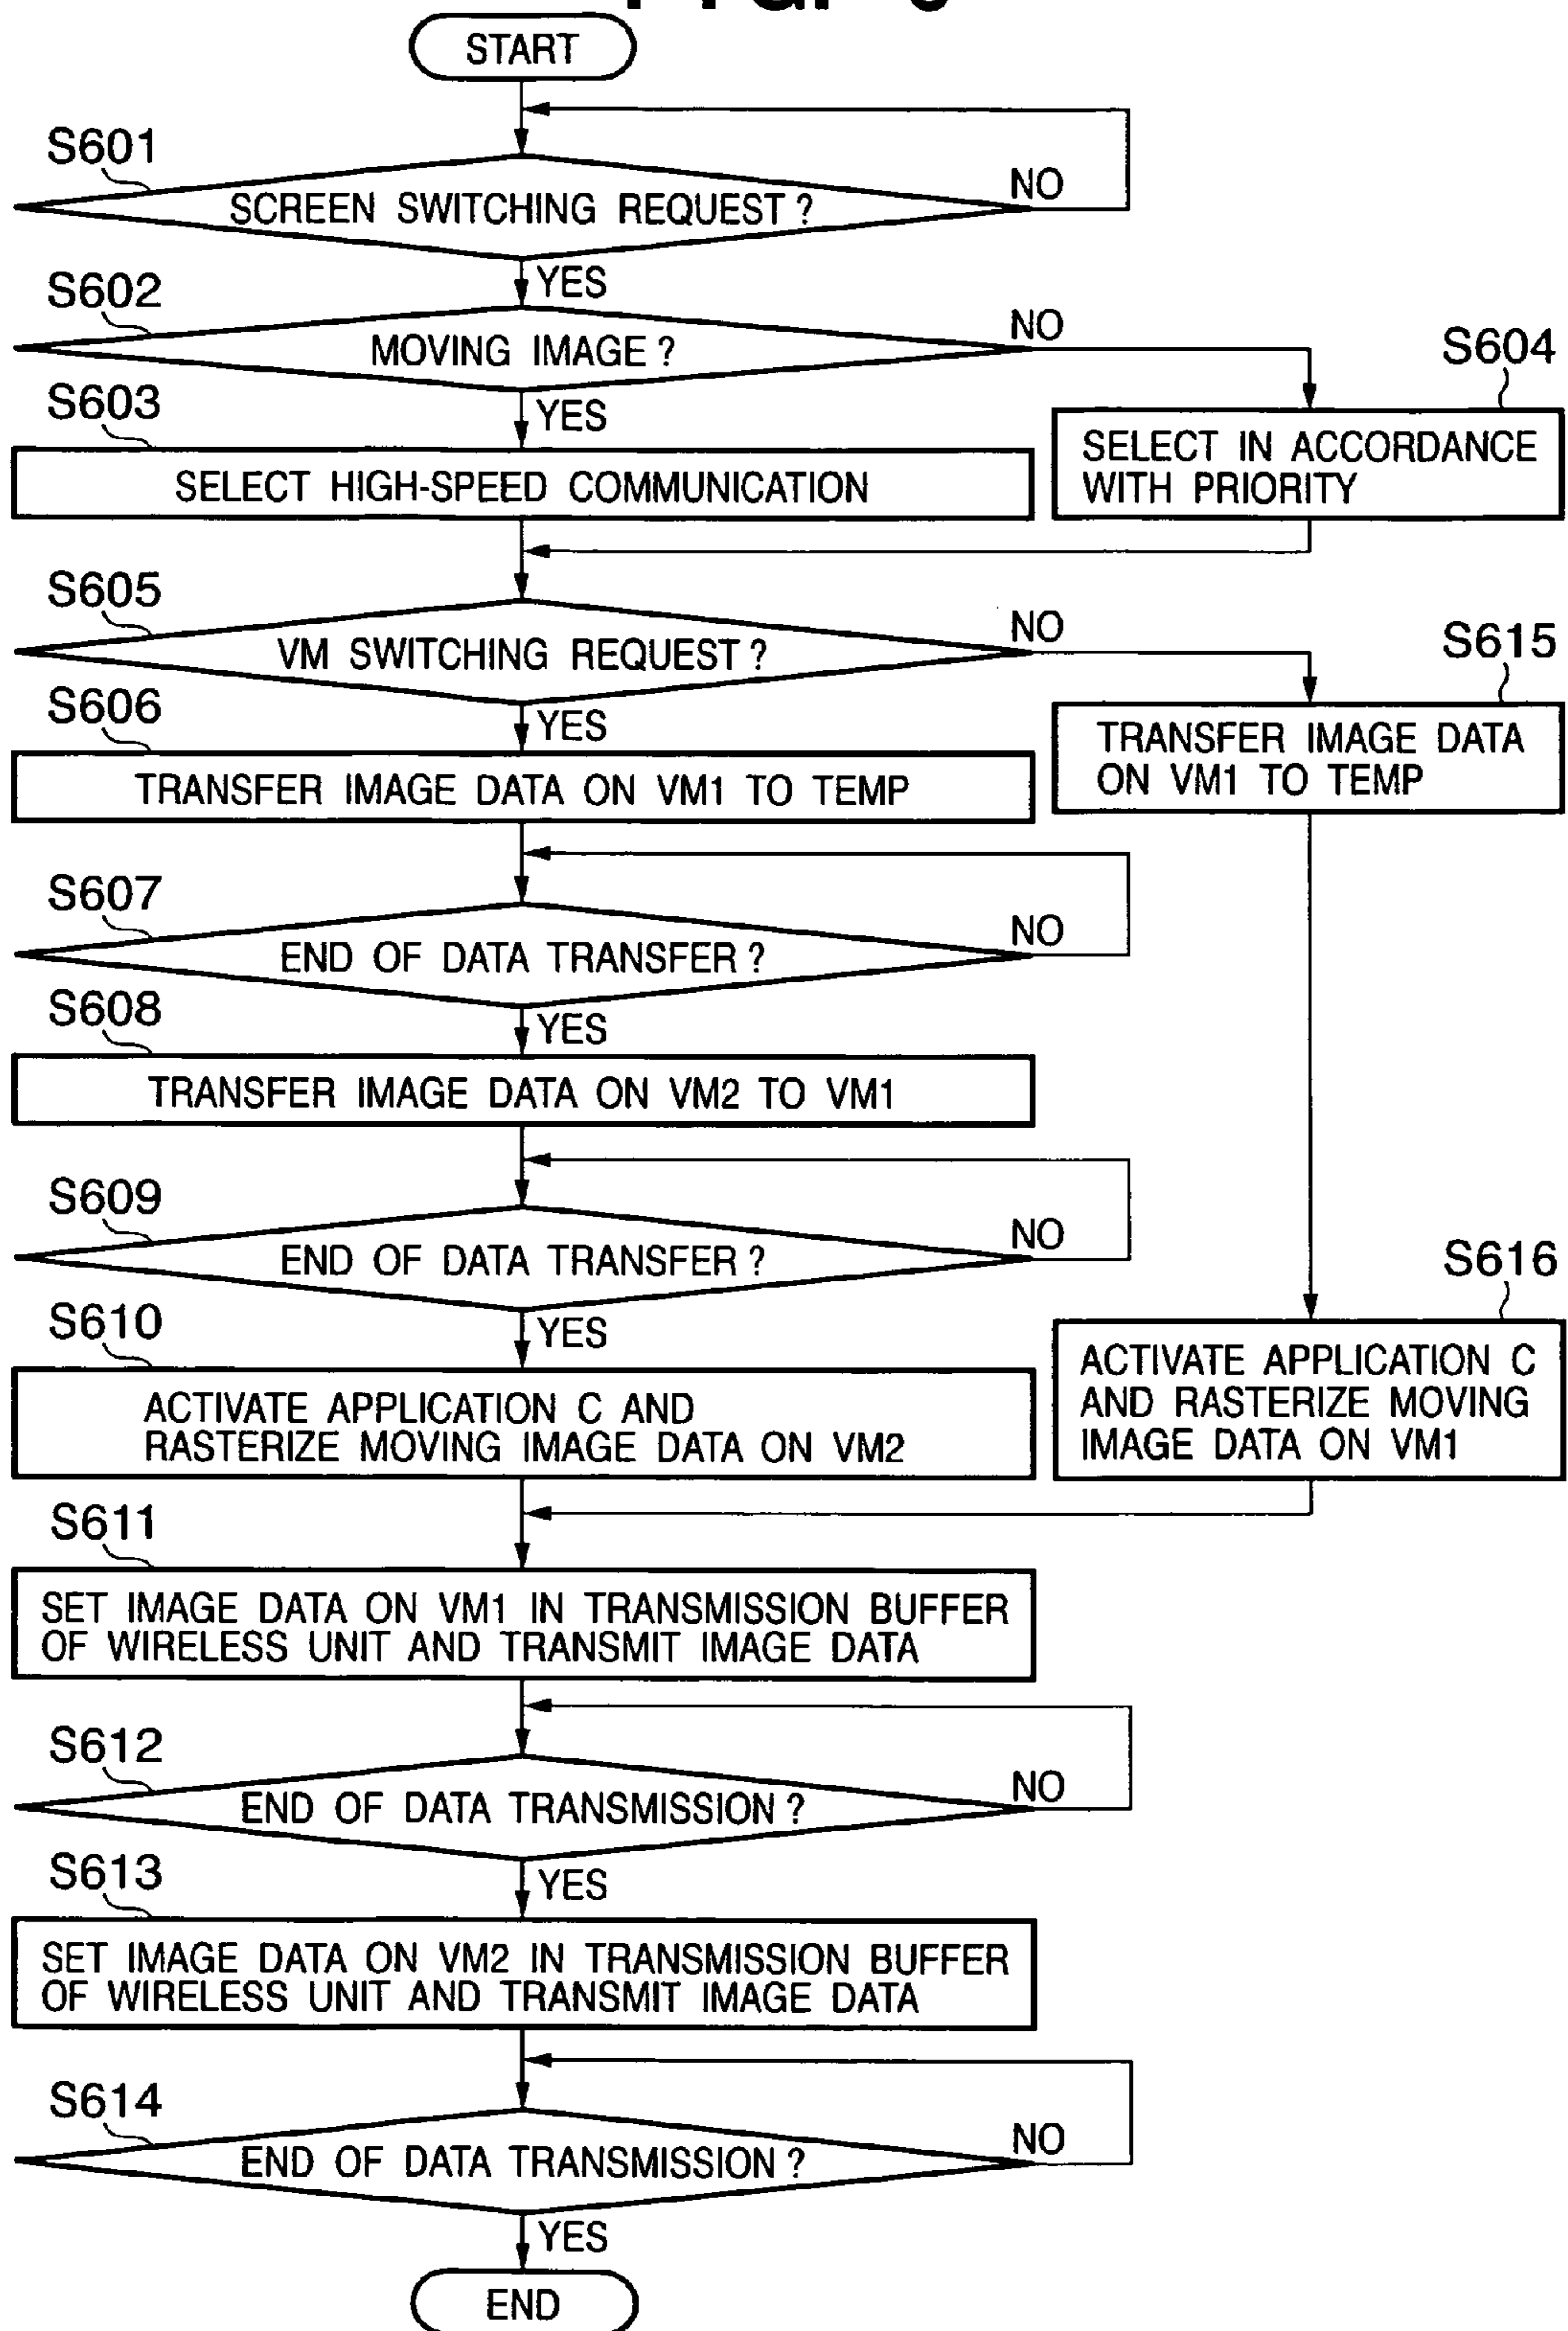 START
S601
SCREEN SWITCHING REQUEST ?
NO
YES
S602
MOVING IMAGE ?
NO
YES
S604
SELECT IN ACCORDANCE
WITH PRIORITY
S603
SELECT HIGH-SPEED COMMUNICATION
S605
VM SWITCHING REQUEST ?
NO
YES
S615
TRANSFER IMAGE DATA
ON VM1 TO TEMP
S606
TRANSFER IMAGE DATA ON VM1 TO TEMP
S607
END OF DATA TRANSFER ?
NO
YES
S608
TRANSFER IMAGE DATA ON VM2 TO VM1
S609
END OF DATA TRANSFER ?
NO
YES
S616
ACTIVATE APPLICATION C
AND RASTERIZE MOVING
IMAGE DATA ON VM1
S610
ACTIVATE APPLICATION C AND
RASTERIZE MOVING IMAGE DATA ON VM2
S611
SET IMAGE DATA ON VM1 IN TRANSMISSION BUFFER
OF WIRELESS UNIT AND TRANSMIT IMAGE DATA
S612
END OF DATA TRANSMISSION ?
NO
YES
S613
SET IMAGE DATA ON VM2 IN TRANSMISSION BUFFER
OF WIRELESS UNIT AND TRANSMIT IMAGE DATA
S614
END OF DATA TRANSMISSION ?
NO
YES
END